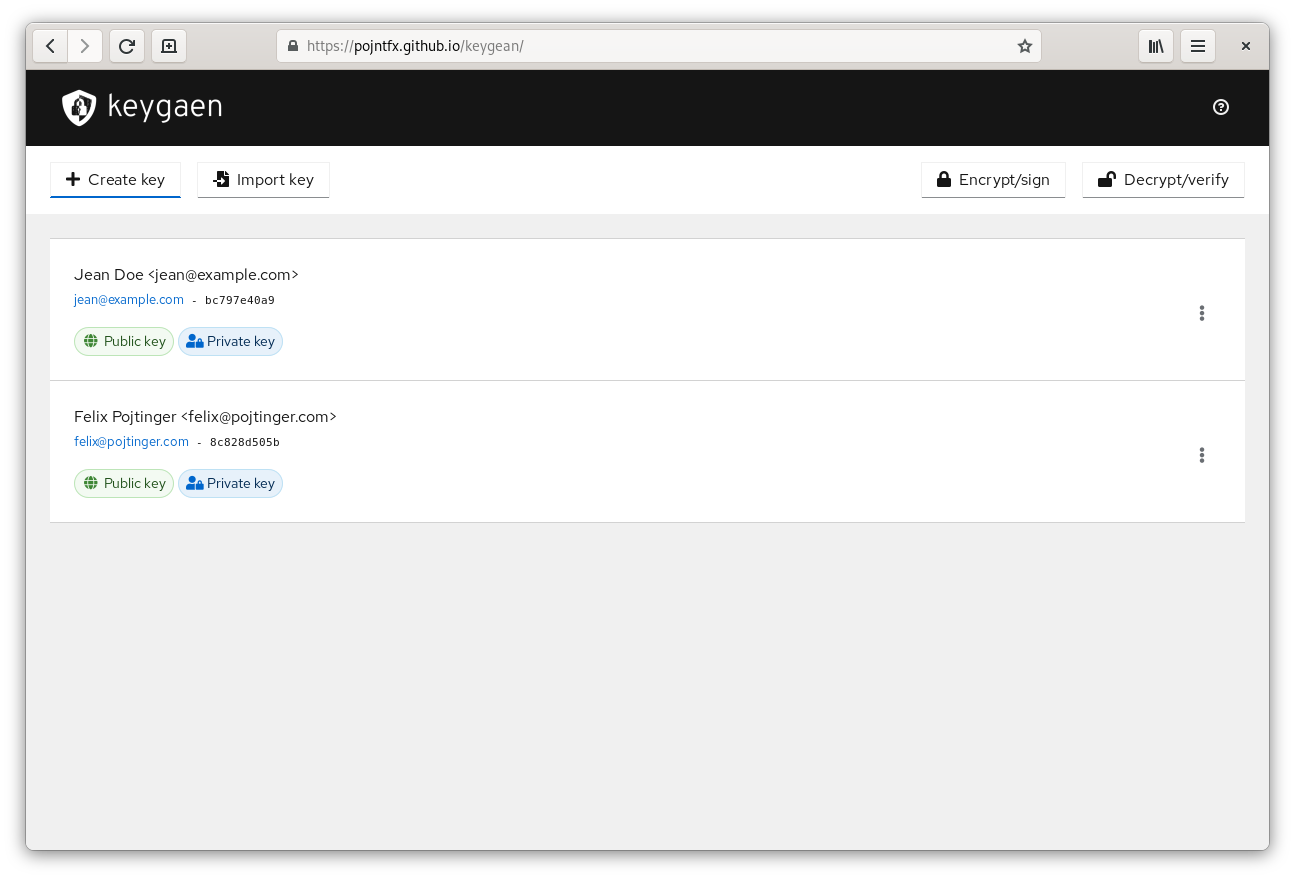 https://pojntfx.github.io/keygean/
keygaen
Create key Import key Encrypt/sign Decrypt/verify
Jean Doe <jean@example.com>
jean@example.com - bc797e40a9
Public key Private key
Felix Pojtinger <felix@pojtinger.com>
felix@pojtinger.com - 8c828d505b
Public key Private key